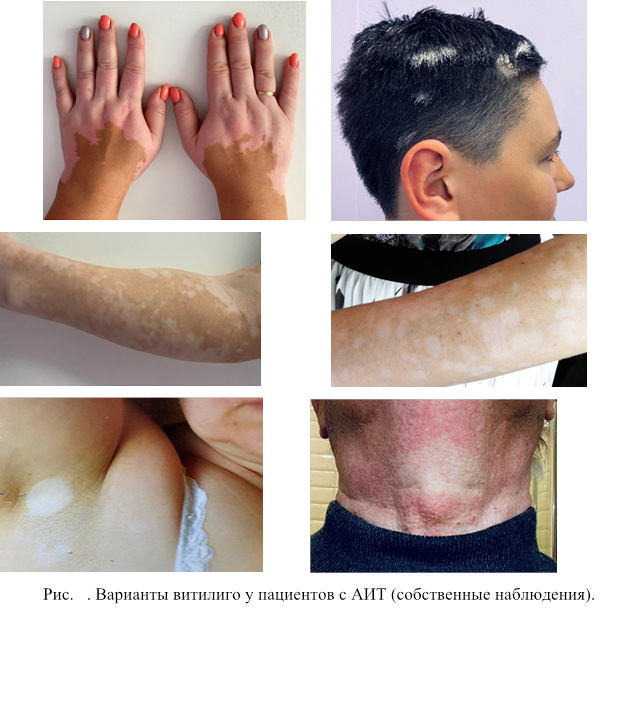 Рис. . Варианты витилиго у пациентов с АИТ (собственные наблюдения).